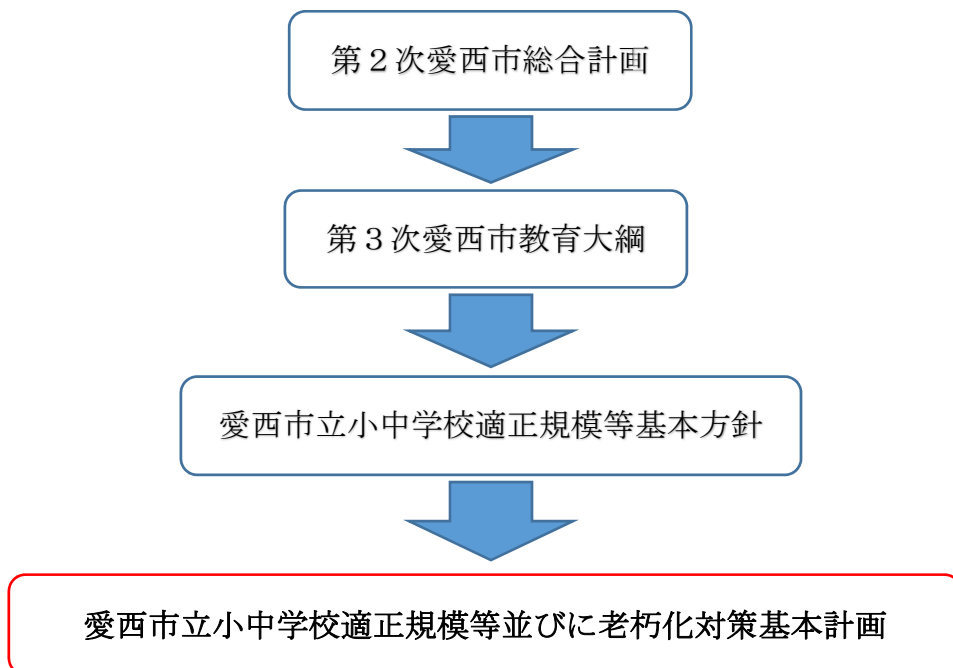 第２次愛西市総合計画
第３次愛西市教育大綱
愛西市立小中学校適正規模等基本方針
愛西市立小中学校適正規模等並びに老朽化対策基本計画